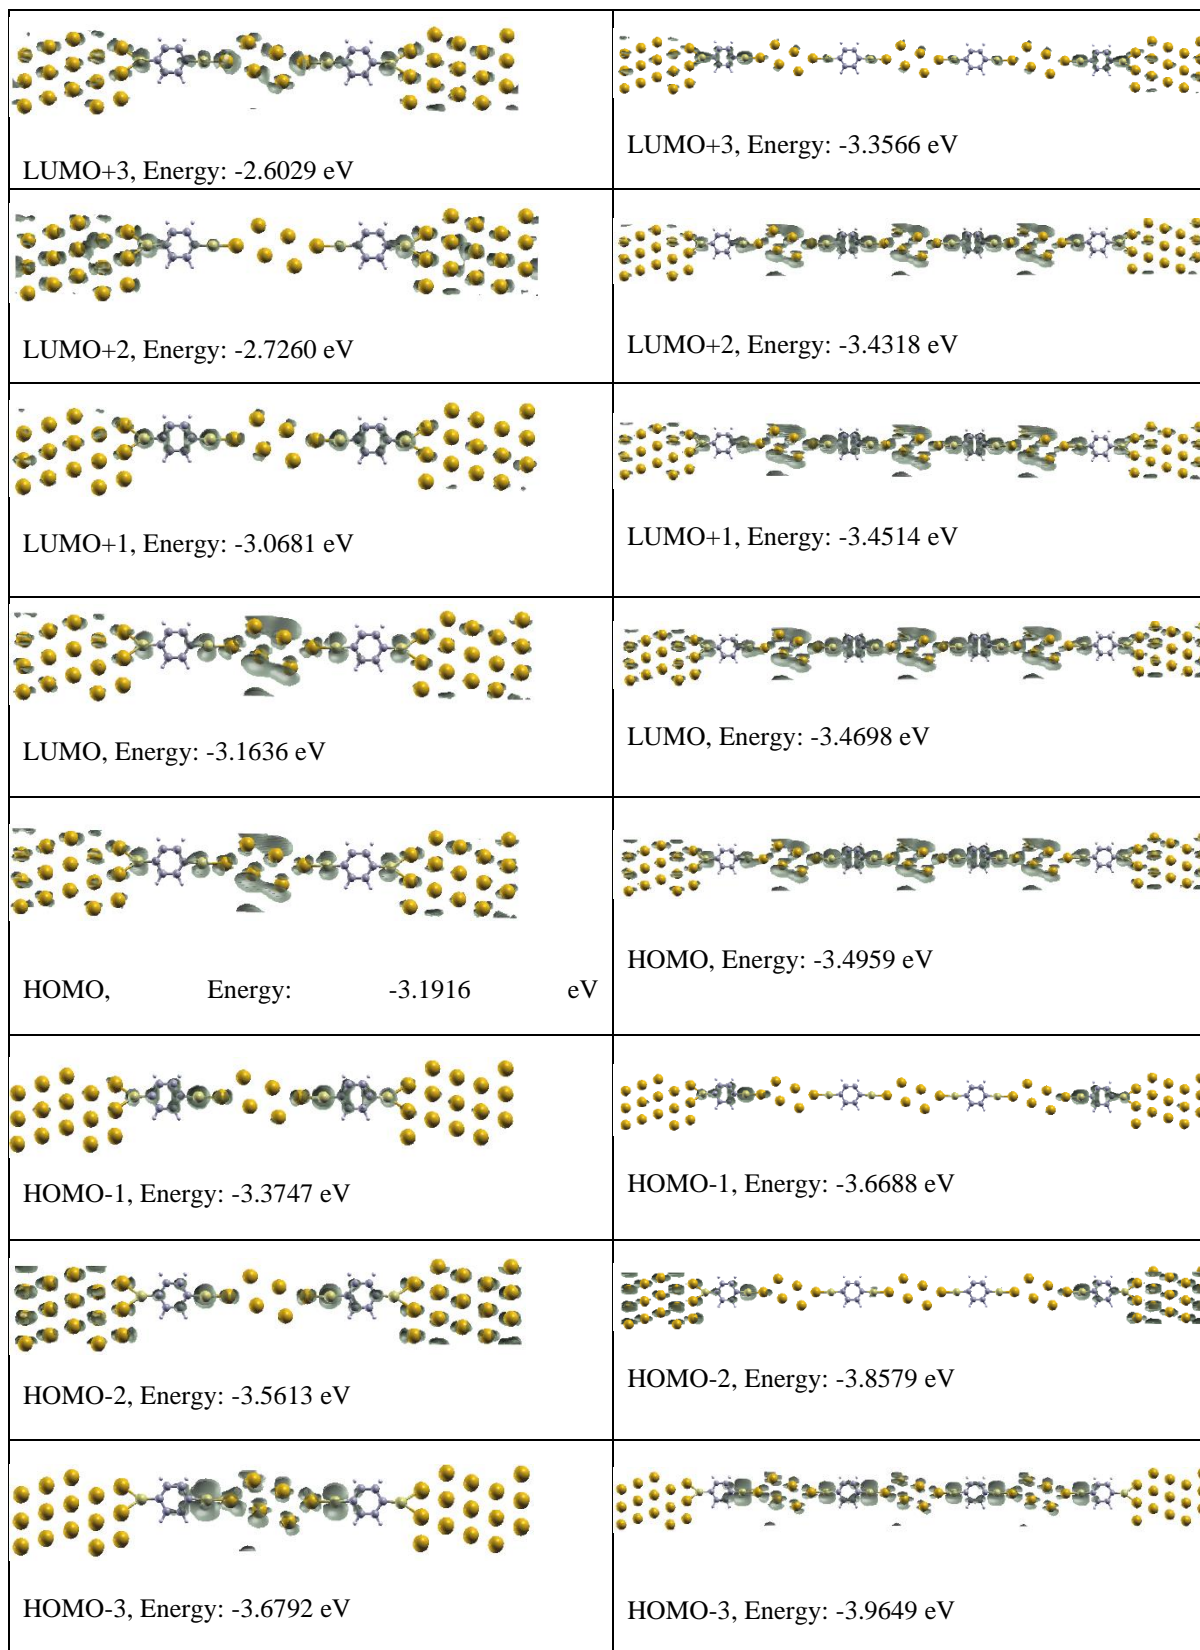 LUMO+3, Energy: -2.6029 eV
LUMO+3, Energy: -3.3566 eV
LUMO+2, Energy: -2.7260 eV
LUMO+2, Energy: -3.4318 eV
LUMO+1, Energy: -3.0681 eV
LUMO+1, Energy: -3.4514 eV
LUMO, Energy: -3.1636 eV
LUMO, Energy: -3.4698 eV
HOMO, Energy: -3.1916 eV
HOMO, Energy: -3.4959 eV
HOMO-1, Energy: -3.3747 eV
HOMO-1, Energy: -3.6688 eV
HOMO-2, Energy: -3.5613 eV
HOMO-2, Energy: -3.8579 eV
HOMO-3, Energy: -3.6792 eV
HOMO-3, Energy: -3.9649 eV